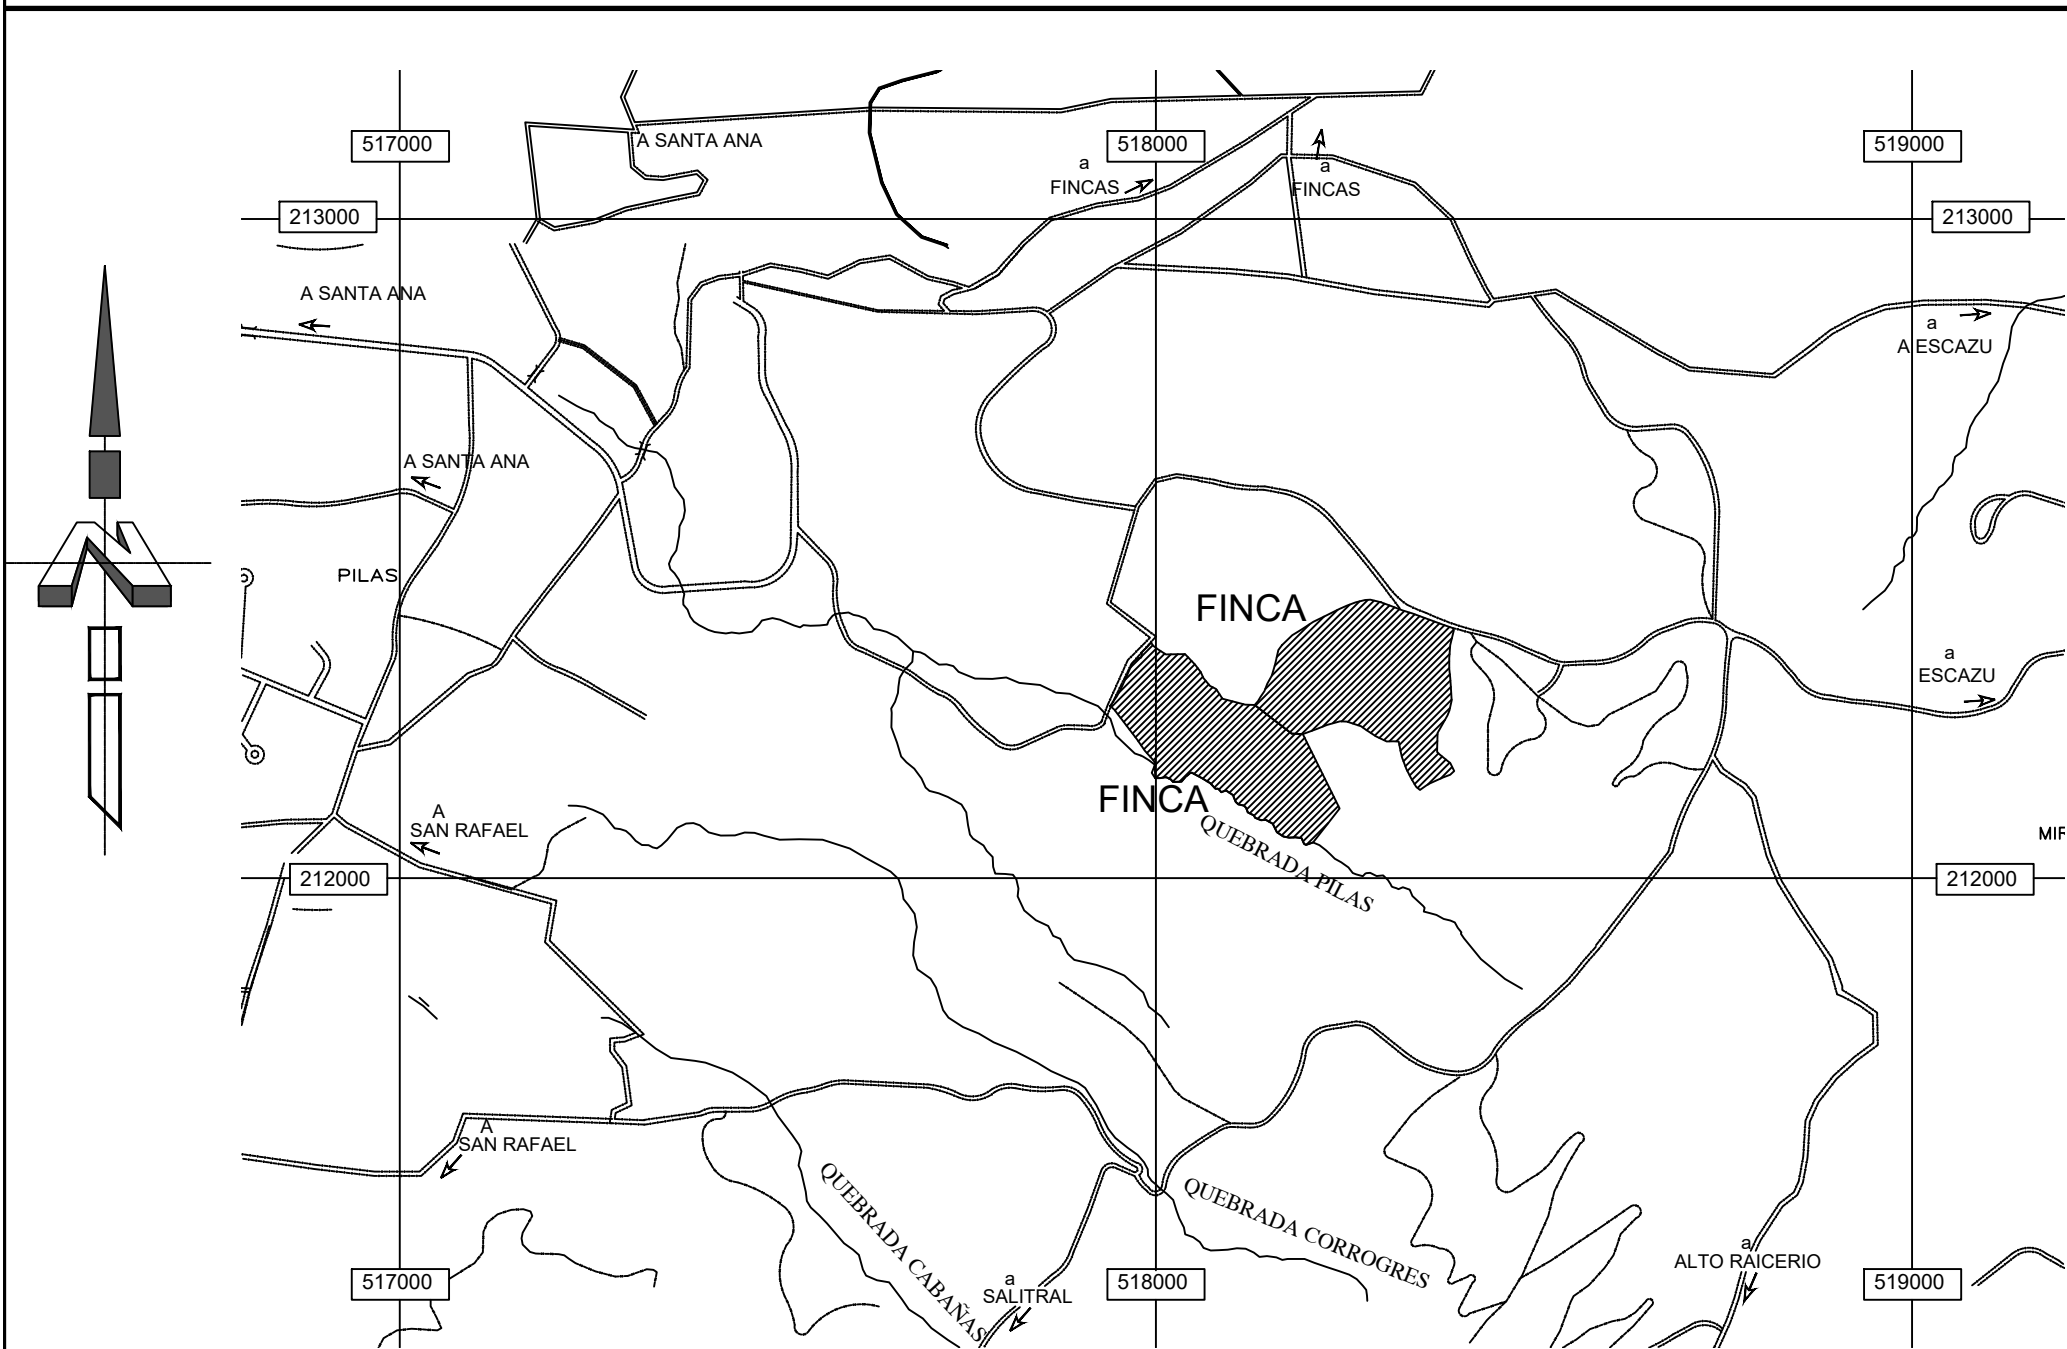 A SANTA ANA
517000
518000
519000
a
FINCAS
a
FINCAS
213000
213000
A SANTA ANA
a
A ESCAZU
A SANTA ANA
PILAS
FINCA
a
ESCAZU
FINCA
A
SAN RAFAEL
QUEBRADA PILAS
MIR
212000
212000
A
SAN RAFAEL
QUEBRADA CABAÑAS
QUEBRADA CORROGRES
a
ALTO RAICERIO
517000
a
SALITRAL
518000
519000
N